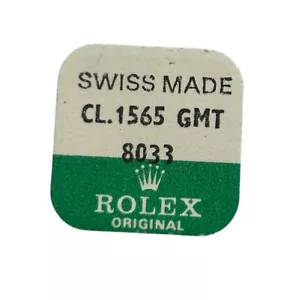 SWISS MADE
CL.1565 GMT
8033
ROLEX
ORIGINAL